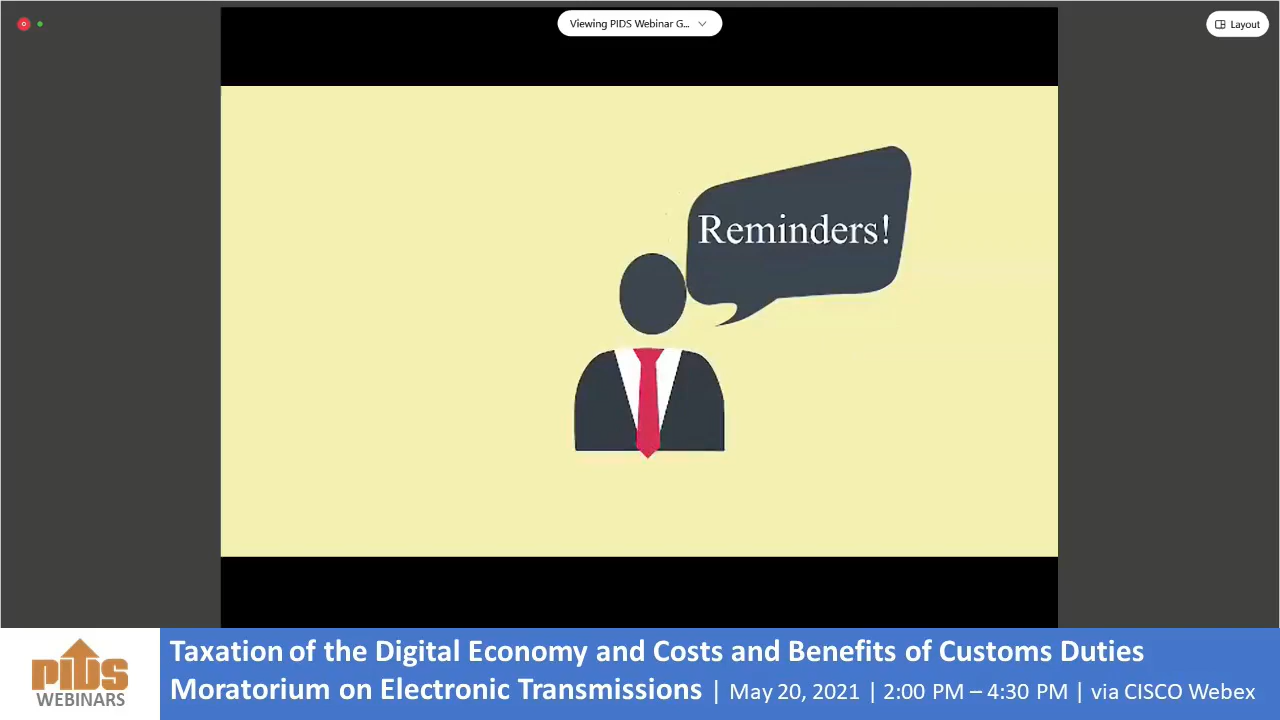 Viewing PIDS Webinar G...
Layout
Reminders!
PIDS
WEBINARS
Taxation of the Digital Economy and Costs and Benefits of Customs Duties
Moratorium on Electronic Transmissions | May 20, 2021 | 2:00 PM – 4:30 PM | via CISCO Webex